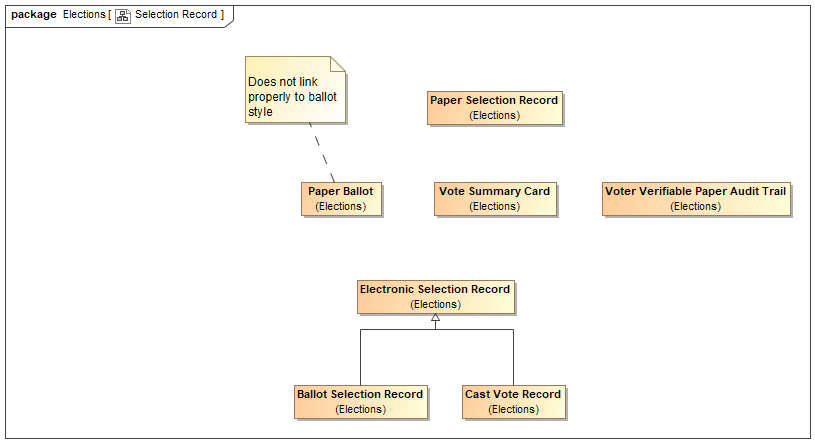 package Elections [ Selection Record ]
Does not link
properly to ballot
style
Paper Selection Record
(Elections)
Paper Ballot
(Elections)
Vote Summary Card
(Elections)
Voter Verifiable Paper Audit Trail
(Elections)
Electronic Selection Record
(Elections)
Ballot Selection Record
(Elections)
Cast Vote Record
(Elections)